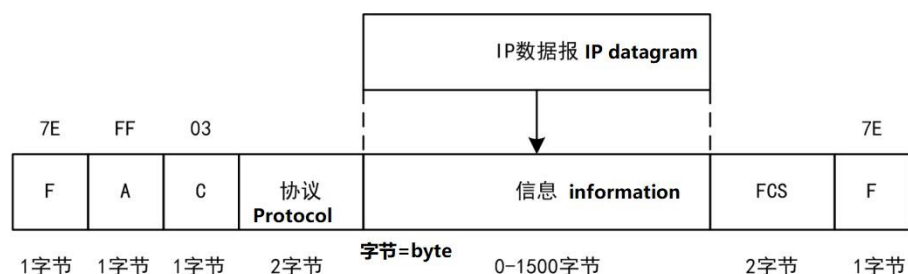 IP数据报 IP datagram
7E FF 03 7E
F A C 协议 信息 information FCS F
Protocol
字节=byte
1字节 1字节 1字节 2字节 0-1500字节 2字节 1字节